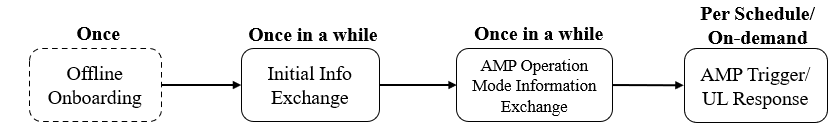 Once
Offline
Onboarding
Once in a while
Initial Info
Exchange
Once in a while
AMP Operation
Mode Information
Exchange
Per Schedule/
On-demand
AMP Trigger/
UL Response